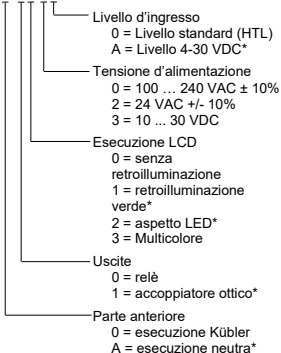 Livello d'ingresso
0 = Livello standard (HTL)
A = Livello 4-30 VDC*
Tensione d'alimentazione
0 = 100 … 240 VAC ± 10%
2 = 24 VAC +/- 10%
3 = 10 ... 30 VDC
Esecuzione LCD
0 = senza
retroilluminazione
1 = retroilluminazione
verde*
2 = aspetto LED*
3 = Multicolore
Uscite
0 = relè
1 = accoppiatore ottico*
Parte anteriore
0 = esecuzione Kübler
A = esecuzione neutra*